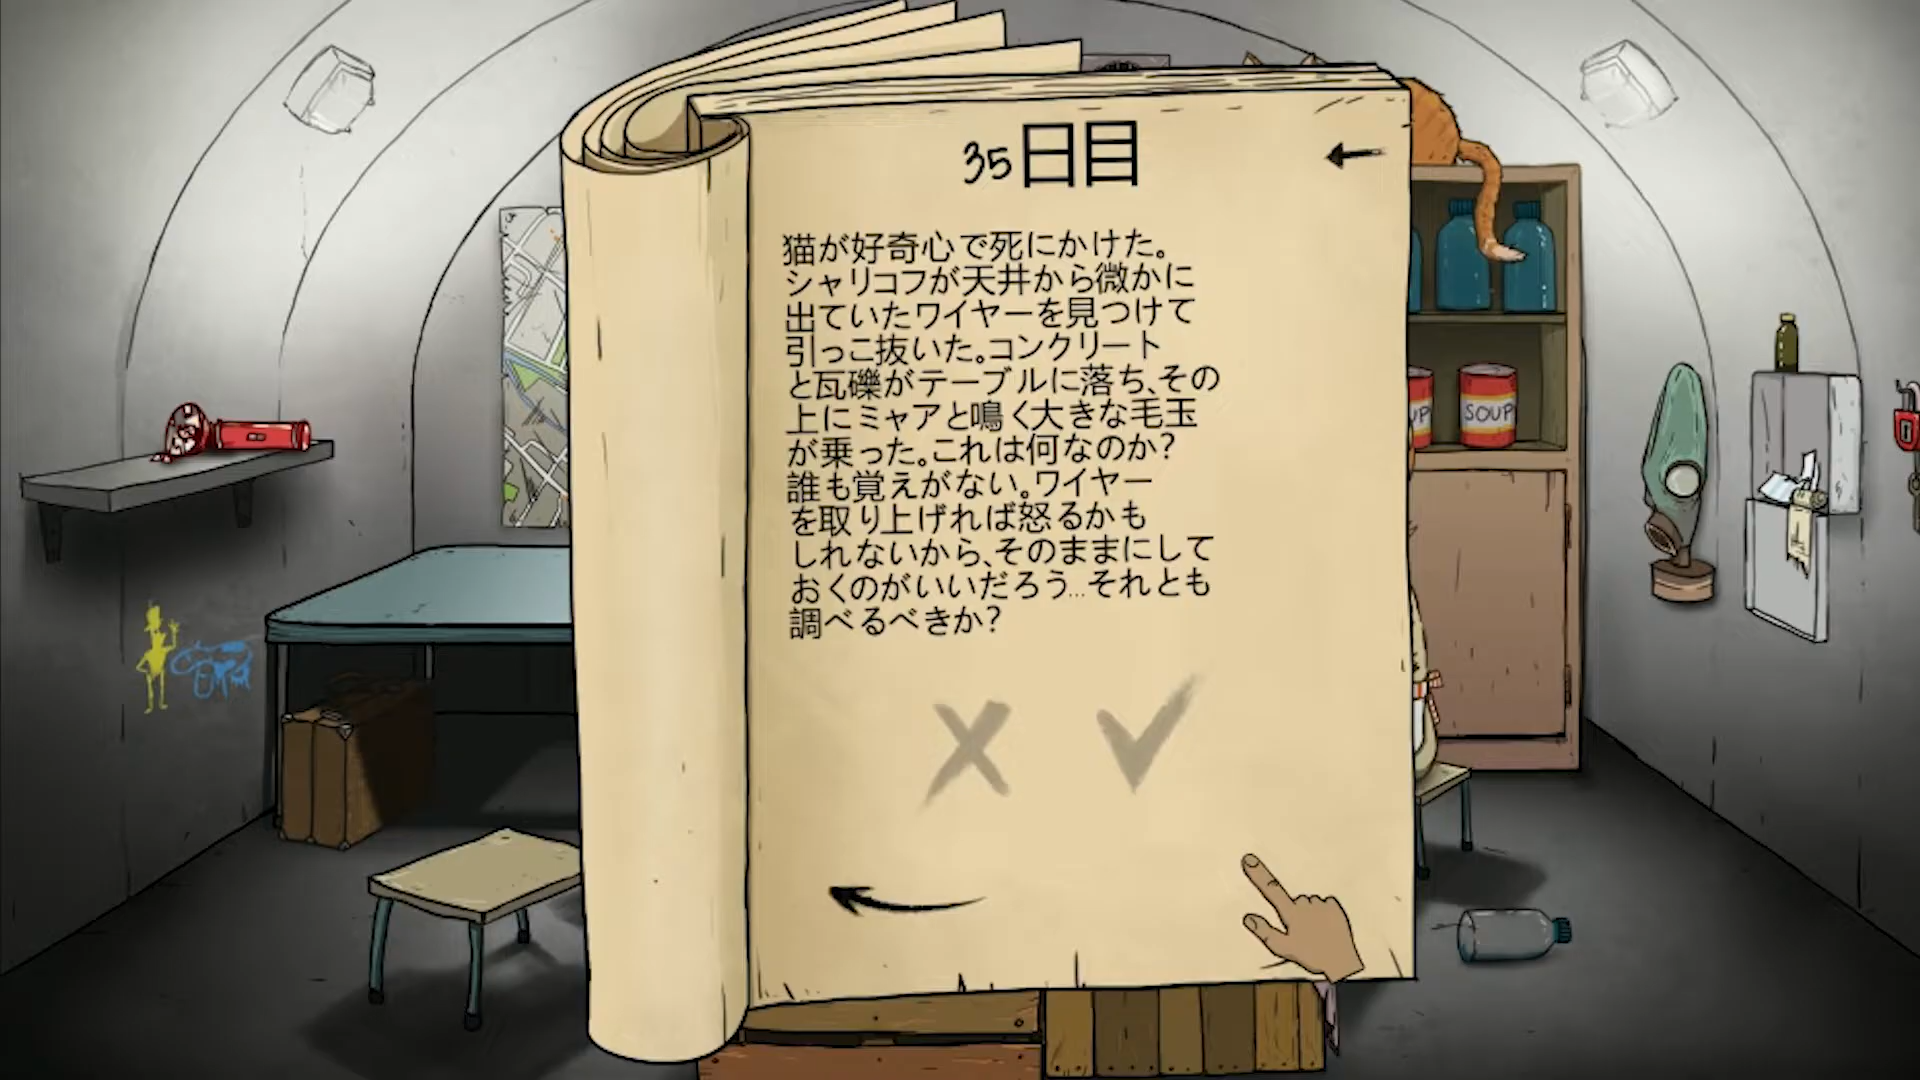 35日目
猫が好奇心で死にかけた。
シャリコフが天井から微かに
出ていたワイヤーを見つけて
引っこ抜いた。コンクリート
と瓦礫がテーブルに落ち、その
上にミャアと鳴く大きな毛玉
が乗った。これは何なのか?
誰も覚えがない。ワイヤー
を取り上げれば怒るかも
しれないから、そのままにして
おくのがいいだろう...それとも
調べるべきか?
SOUP